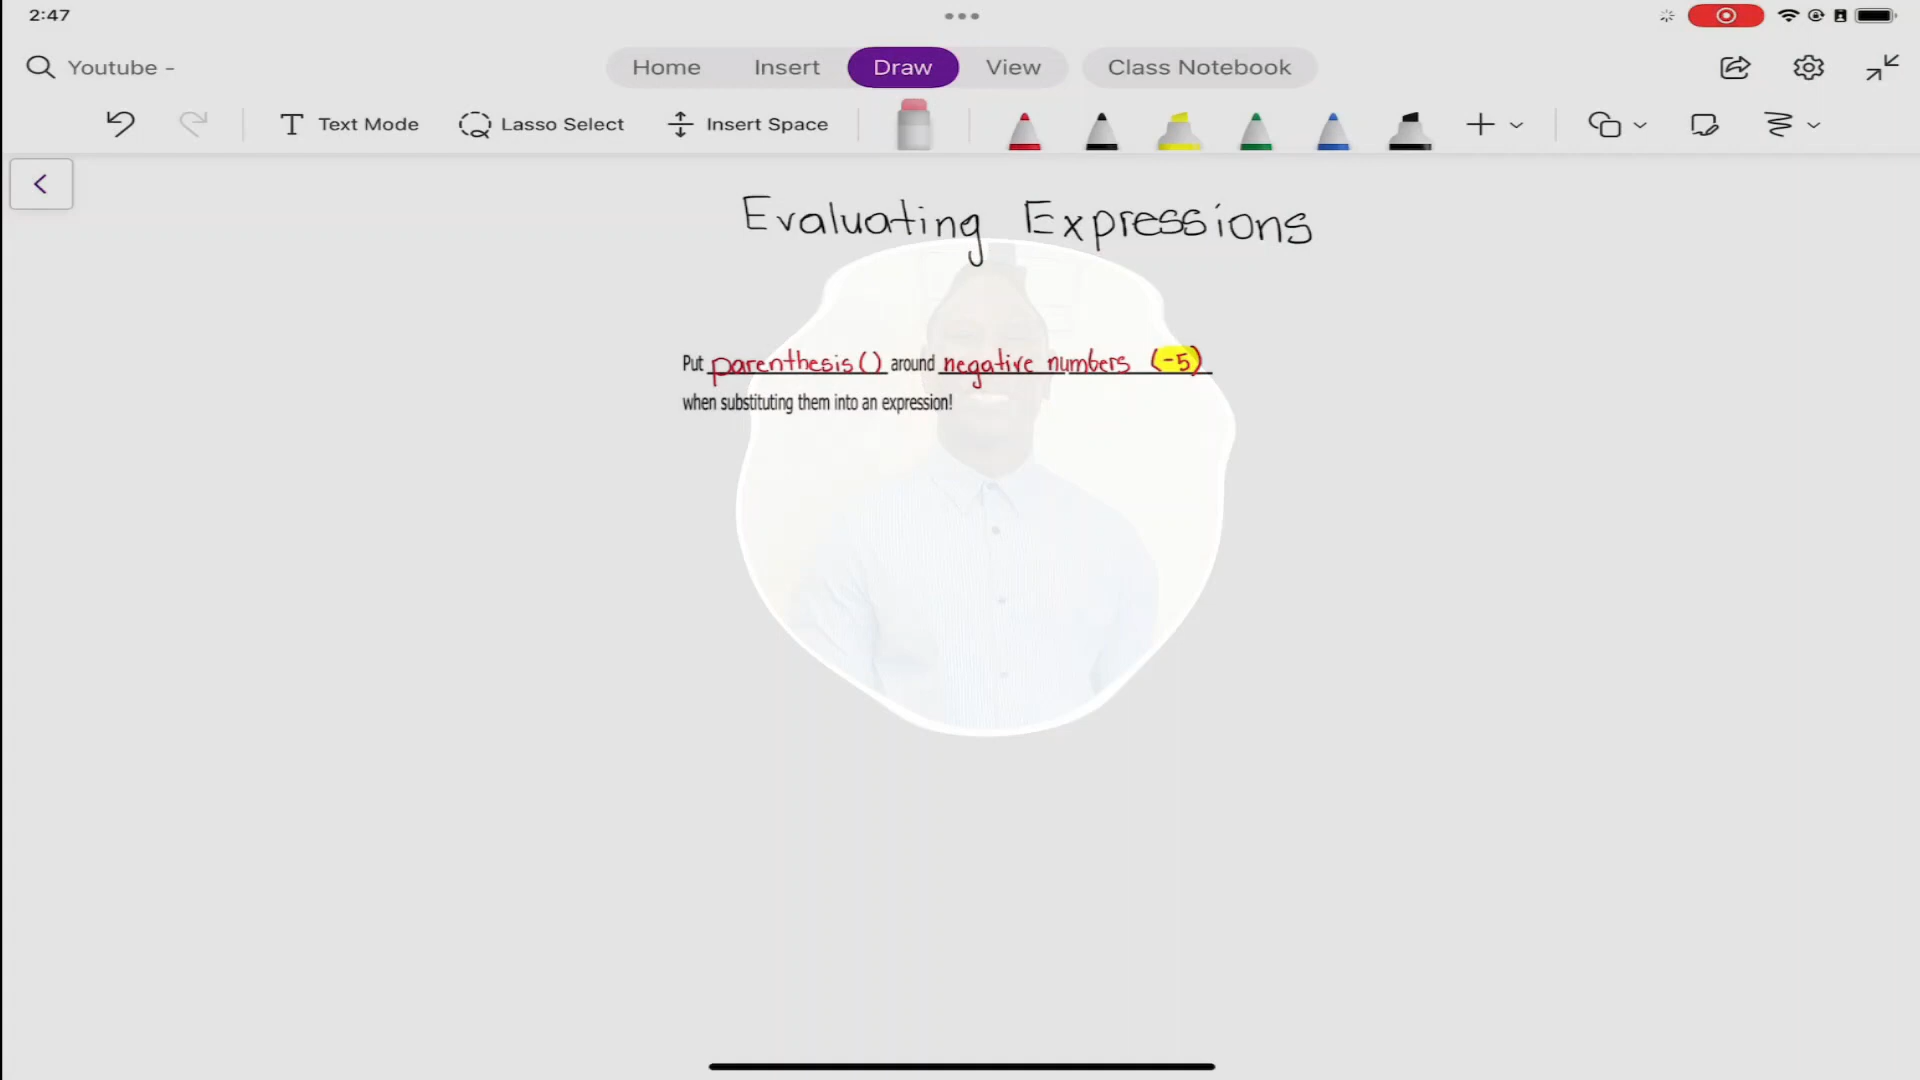 2:47
Youtube -
Home Insert Draw View Class Notebook
T Text Mode Lasso Select Insert Space
Evaluating Expressions
Put parenthesis () around negative numbers (-5)
when substituting them into an expression!